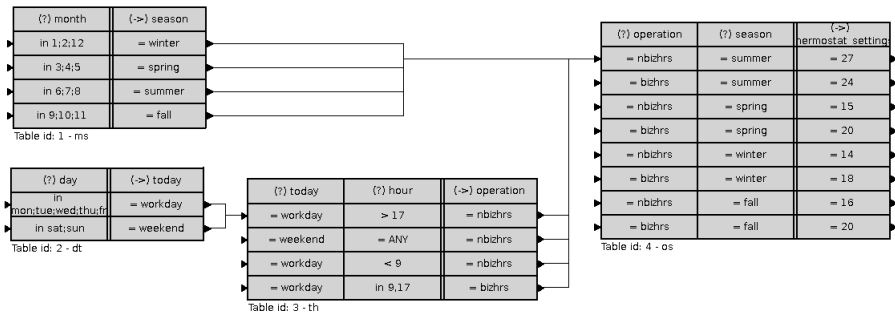 (?) month (->) season
in 1;2;12 = winter
in 3;4;5 = spring
in 6;7;8 = summer
in 9;10;11 = fall
Table id: 1 - ms
(?) day (->) today
in
mon;tue;wed;thu;fr = workday
in sat;sun = weekend
Table id: 2 - dt
(?) today (?) hour (->) operation
= workday > 17 = nbizhrs
= weekend = ANY = nbizhrs
= workday < 9 = nbizhrs
= workday in 9,17 = bizhrs
Table id: 3 - th
(?) operation (?) season (->)
hermostat_settings
= nbizhrs = summer = 27
= bizhrs = summer = 24
= nbizhrs = spring = 15
= bizhrs = spring = 20
= nbizhrs = winter = 14
= bizhrs = winter = 18
= nbizhrs = fall = 16
= bizhrs = fall = 20
Table id: 4 - os